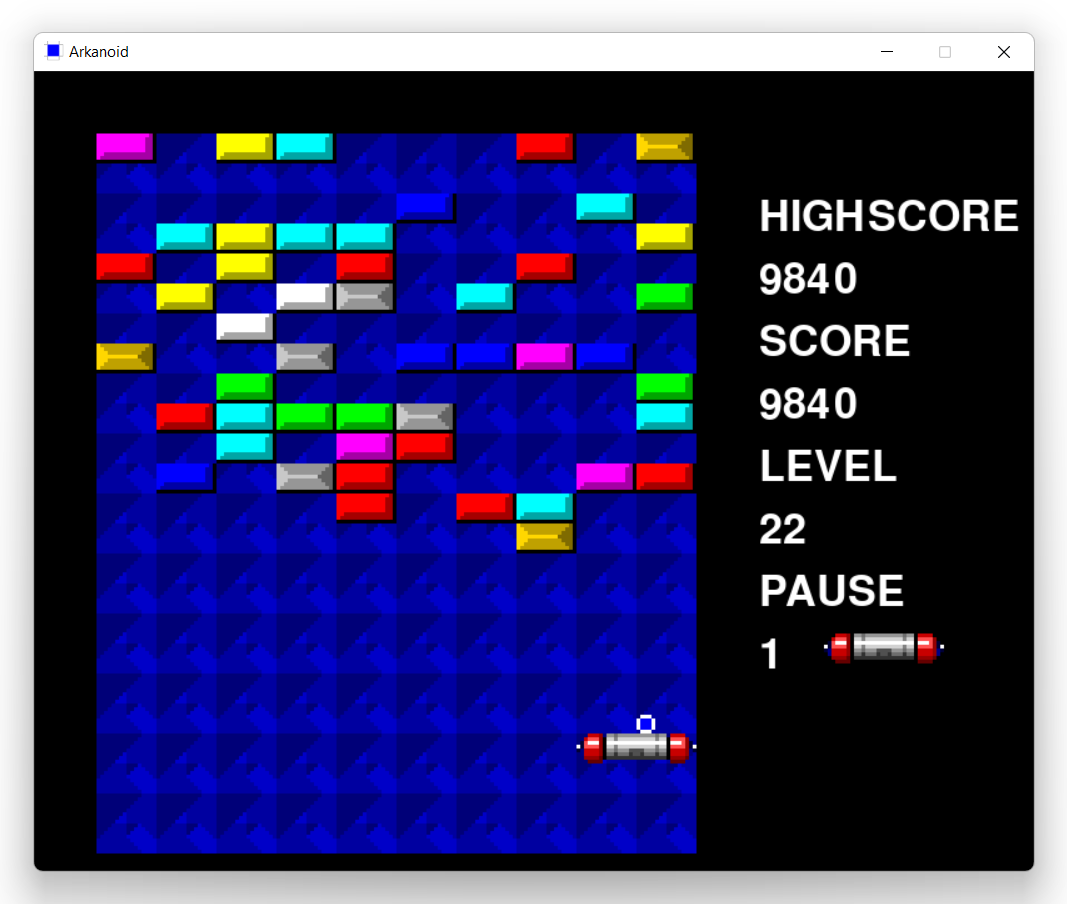 Arkanoid
HIGHSCORE
9840
SCORE
9840
LEVEL
22
PAUSE
1